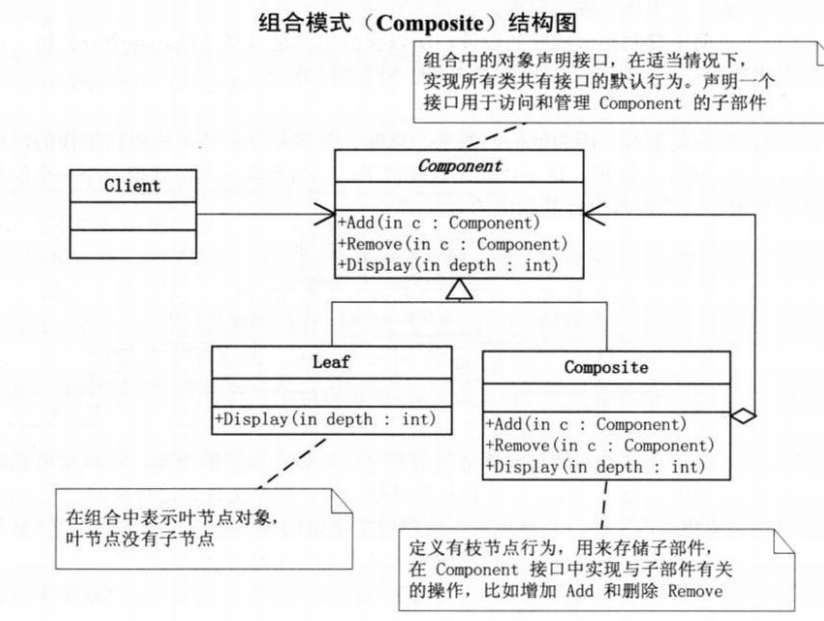 组合模式（Composite）结构图
组合中的对象声明接口，在适当情况下，
实现所有类共有接口的默认行为。声明一个
接口用于访问和管理 Component 的子部件
Component
+Add(in c : Component)
+Remove(in c : Component)
+Display(in depth : int)
Client
Leaf
+Display(in depth : int)
Composite
+Add(in c : Component)
+Remove(in c : Component)
+Display(in depth : int)
在组合中表示叶节点对象，
叶节点没有子节点
定义有枝节点行为，用来存储子部件，
在 Component 接口中实现与子部件有关
的操作，比如增加 Add 和删除 Remove